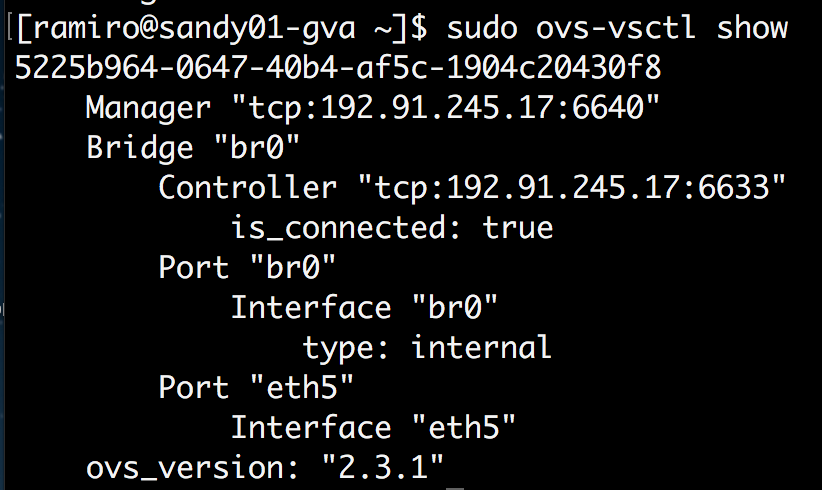 [ramiro@sandy01-gva ~]$ sudo ovs-vsctl show
5225b964-0647-40b4-af5c-1904c20430f8
    Manager "tcp:192.91.245.17:6640"
    Bridge "br0"
        Controller "tcp:192.91.245.17:6633"
            is_connected: true
        Port "br0"
            Interface "br0"
                type: internal
        Port "eth5"
            Interface "eth5"
    ovs_version: "2.3.1"